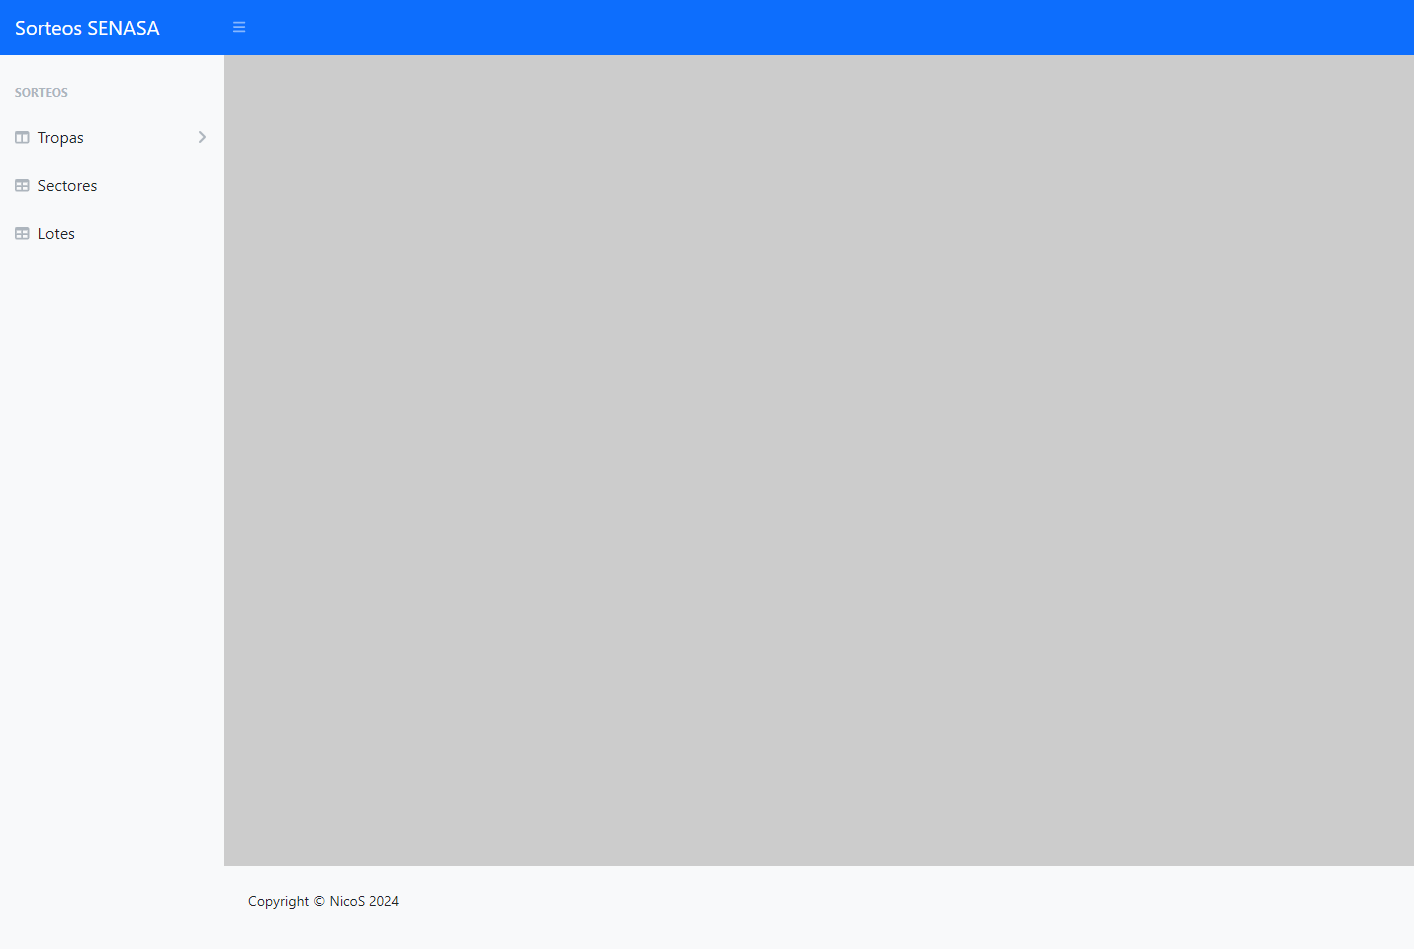 Sorteos SENASA
SORTEOS
Tropas
Sectores
Lotes
Copyright © NicoS 2024